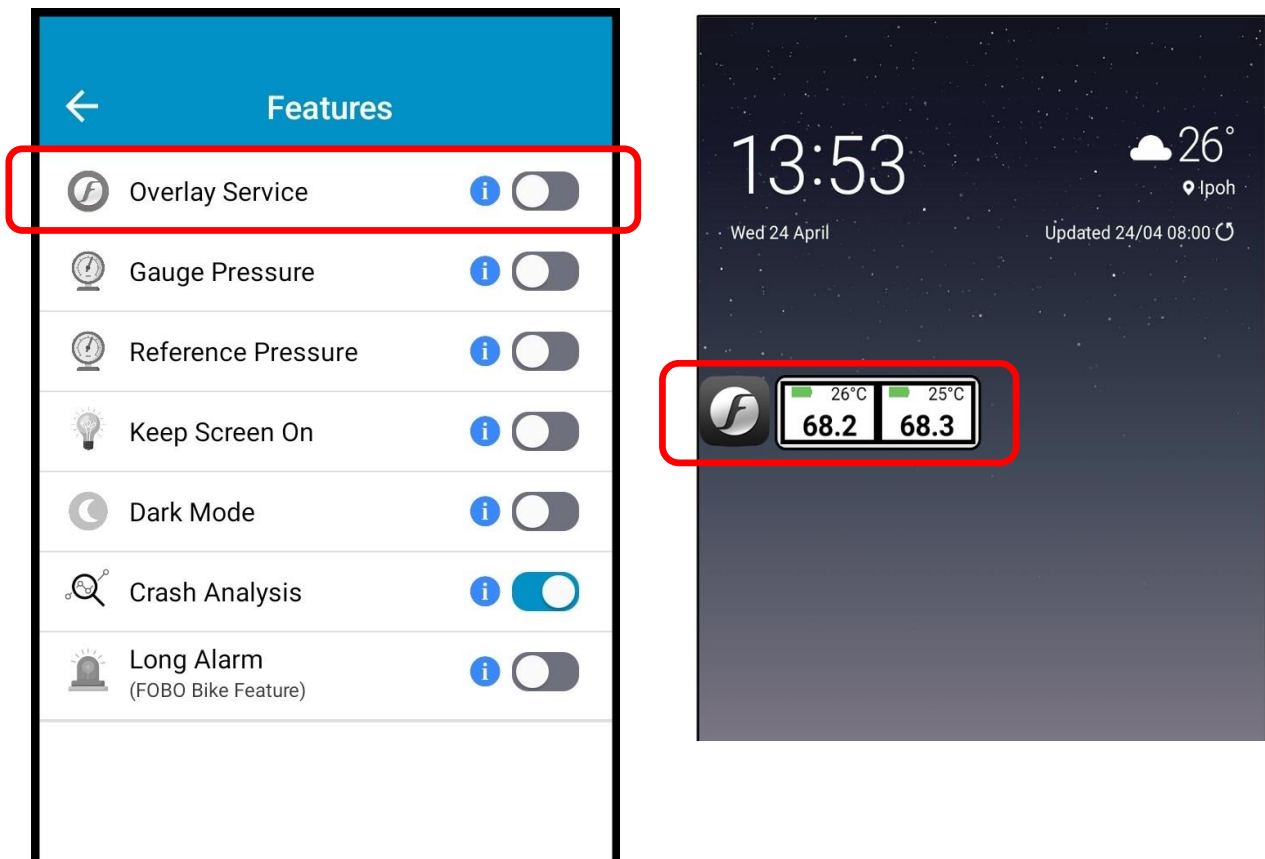 Features
Overlay Service
Gauge Pressure
Reference Pressure
Keep Screen On
Dark Mode
Crash Analysis
Long Alarm
(FOBO Bike Feature)
13:53
26°
Ipoh
Wed 24 April
Updated 24/04 08:00
26°C 25°C
68.2 68.3